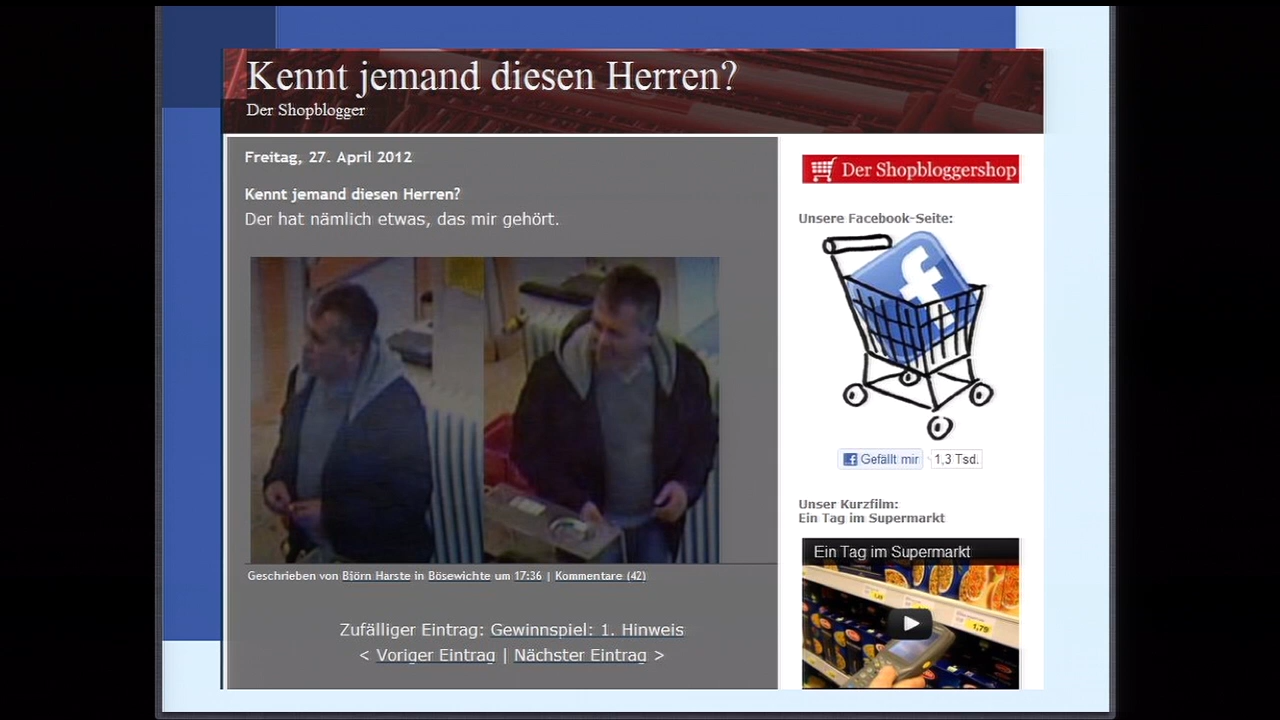 Kennt jemand diesen Herren?
Der Shopblogger
Freitag, 27. April 2012
Kennt jemand diesen Herren?
Der hat nämlich etwas, das mir gehört.
Geschrieben von Björn Harste in Bösewichte um 17:36 | Kommentare (42)
Zufälliger Eintrag: Gewinnspiel: 1. Hinweis
< Voriger Eintrag | Nächster Eintrag >
Der Shopbloggershop
Unsere Facebook-Seite:
f
Gefällt mir 1,3 Tsd.
Unser Kurzfilm:
Ein Tag im Supermarkt
Ein Tag im Supermarkt
1,79